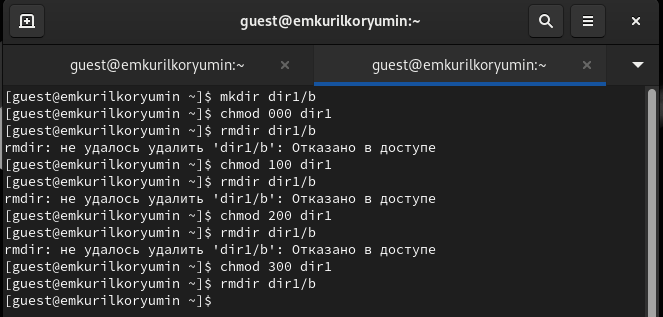 guest@emkurilkoryumin:~
guest@emkurilkoryumin:~
guest@emkurilkoryumin:~
[guest@emkurilkoryumin ~]$ mkdir dir1/b
[guest@emkurilkoryumin ~]$ chmod 000 dir1
[guest@emkurilkoryumin ~]$ rmdir dir1/b
rmdir: не удалось удалить 'dir1/b': Отказано в доступе
[guest@emkurilkoryumin ~]$ chmod 100 dir1
[guest@emkurilkoryumin ~]$ rmdir dir1/b
rmdir: не удалось удалить 'dir1/b': Отказано в доступе
[guest@emkurilkoryumin ~]$ chmod 200 dir1
[guest@emkurilkoryumin ~]$ rmdir dir1/b
rmdir: не удалось удалить 'dir1/b': Отказано в доступе
[guest@emkurilkoryumin ~]$ chmod 300 dir1
[guest@emkurilkoryumin ~]$ rmdir dir1/b
[guest@emkurilkoryumin ~]$